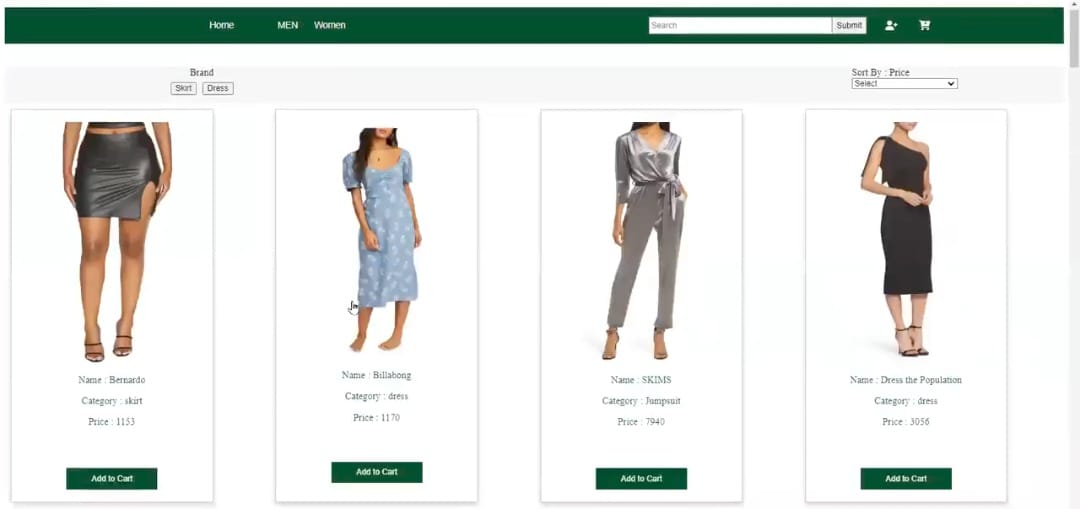 Home MEN Women Search Submit
Brand Sort By : Price
Skirt Dress Select
Name : Bernardo
Category : skirt
Price : 1153
Add to Cart
Name : Billabong
Category : dress
Price : 1170
Add to Cart
Name : SKIMS
Category : Jumpsuit
Price : 7940
Add to Cart
Name : Dress the Population
Category : dress
Price : 3056
Add to Cart